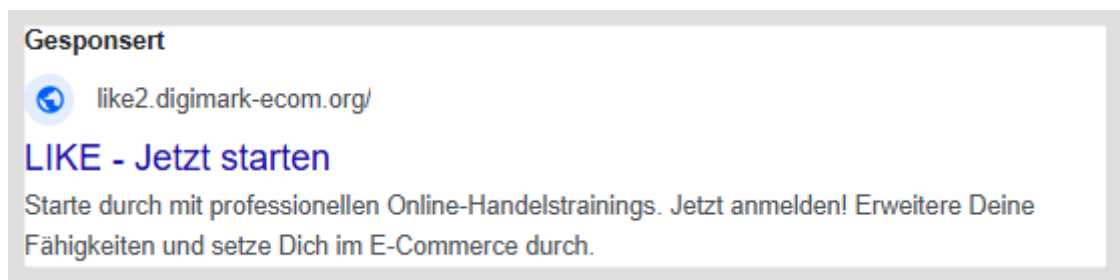 Gesponsert
like2.digimark-ecom.org/
LIKE - Jetzt starten
Starte durch mit professionellen Online-Handelstrainings. Jetzt anmelden! Erweitere Deine
Fähigkeiten und setze Dich im E-Commerce durch.